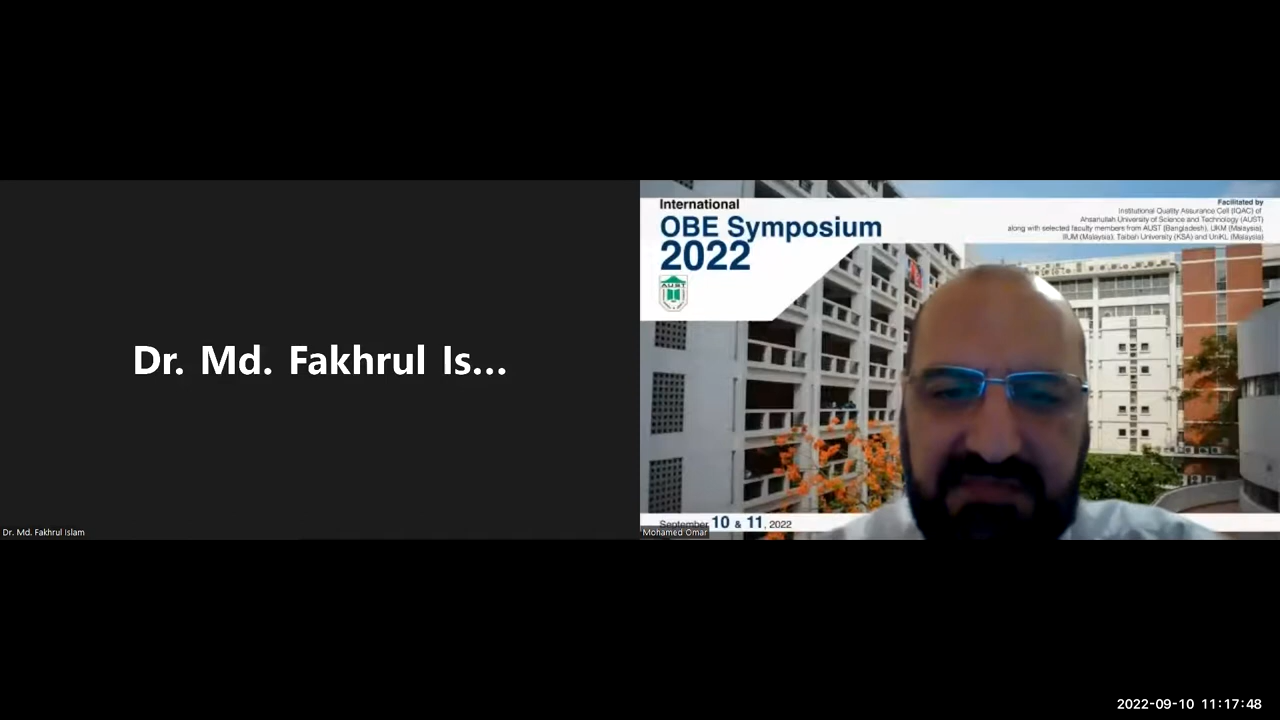 Dr. Md. Fakhrul Is...
Dr. Md. Fakhrul Islam
International
OBE Symposium
2022
AUST
Facilitated by
Institutional Quality Assurance Cell (IQAC) of
Ahsanullah University of Science and Technology (AUST)
along with selected faculty members from AUST (Bangladesh), UKM (Malaysia),
IIUM (Malaysia), Taibah University (KSA) and UniKL (Malaysia)
September 10 & 11, 2022
Mohamed Omar
2022-09-10 11:17:48